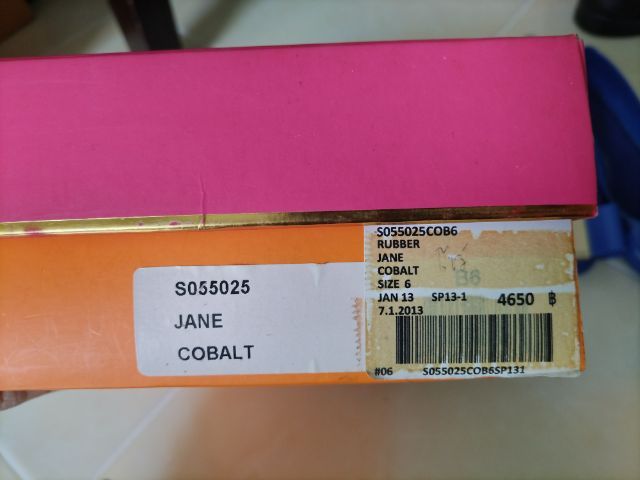 S055025
JANE
COBALT
S055025COB6
RUBBER
JANE
COBALT
SIZE 6
JAN 13 SP13-1 4650 ฿
7.1.2013
#06 S055025COB6SP131